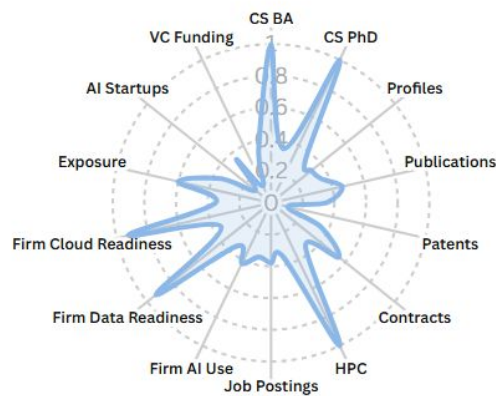 CS BA
VC Funding
CS PhD
1
0.8
AI Startups
Profiles
0.6
0.4
Exposure
Publications
0.2
0
Firm Cloud Readiness
Patents
Firm Data Readiness
Contracts
Firm AI Use
HPC
Job Postings